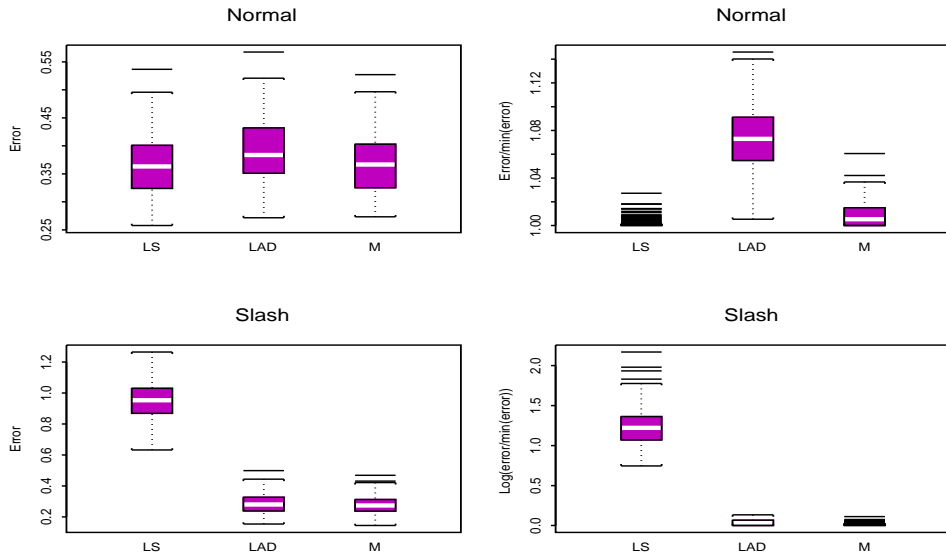 Normal
Error
0.25 0.35 0.45 0.55
LS LAD M
Normal
Error/min(error)
1.00 1.04 1.08 1.12
LS LAD M
Slash
Error
0.2 0.4 0.6 0.8 1.0 1.2
LS LAD M
Slash
Log(error/min(error))
0.0 0.5 1.0 1.5 2.0
LS LAD M